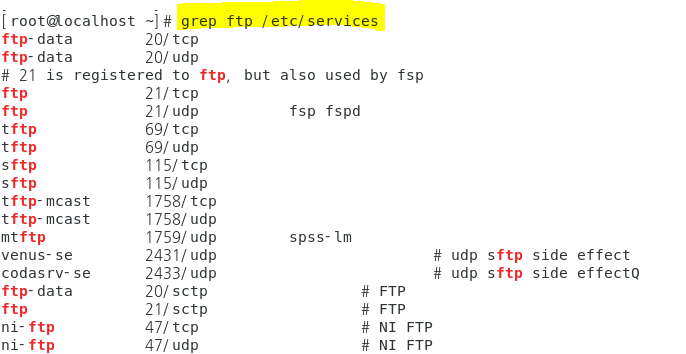 [root@localhost ~]# grep ftp /etc/services
ftp-data 20/tcp
ftp-data 20/udp
# 21 is registered to ftp, but also used by fsp
ftp 21/tcp
ftp 21/udp fsp fspd
tftp 69/tcp
tftp 69/udp
sftp 115/tcp
sftp 115/udp
tftp-mcast 1758/tcp
tftp-mcast 1758/udp
mtftp 1759/udp spss-lm
venus-se 2431/udp # udp sftp side effect
codasrv-se 2433/udp # udp sftp side effectQ
ftp-data 20/sctp # FTP
ftp 21/sctp # FTP
ni-ftp 47/tcp # NI FTP
ni-ftp 47/udp # NI FTP